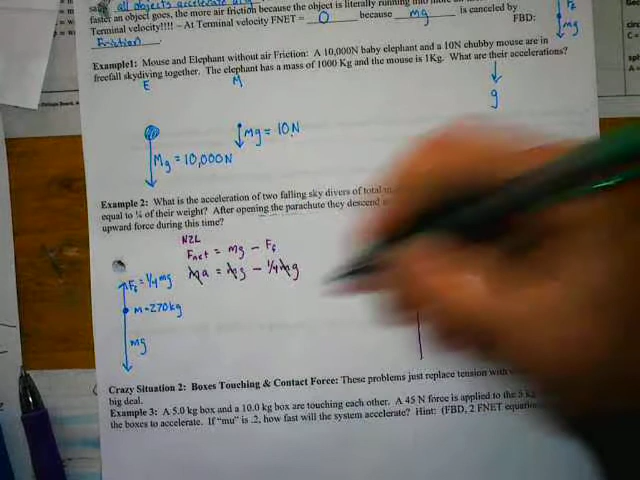 all objects accelerate at
faster an object goes, the more air friction because the object is literally running into more
Terminal velocity!!!! – At Terminal velocity FNET = 0 because mg is canceled by
Friction.
FBD:
Ff
mg
Example1: Mouse and Elephant without air Friction: A 10,000N baby elephant and a 10N chubby mouse are in
freefall skydiving together. The elephant has a mass of 1000 Kg and the mouse is 1Kg. What are their accelerations?
E M
g
Mg = 10,000N
Mg = 10N
Example 2: What is the acceleration of two falling sky divers of total
equal to ¼ of their weight? After opening the parachute they descend
upward force during this time?
N2L
Fnet = mg - Ff
ma = mg - 1/4 mg
Ff = 1/4 mg
m=270kg
mg
Crazy Situation 2: Boxes Touching & Contact Force: These problems just replace tension with
big deal.
Example 3: A 5.0 kg box and a 10.0 kg box are touching each other. A 45 N force is applied to the 5 kg
the boxes to accelerate. If "mu" is .2, how fast will the system accelerate? Hint: (FBD, 2 FNET equation